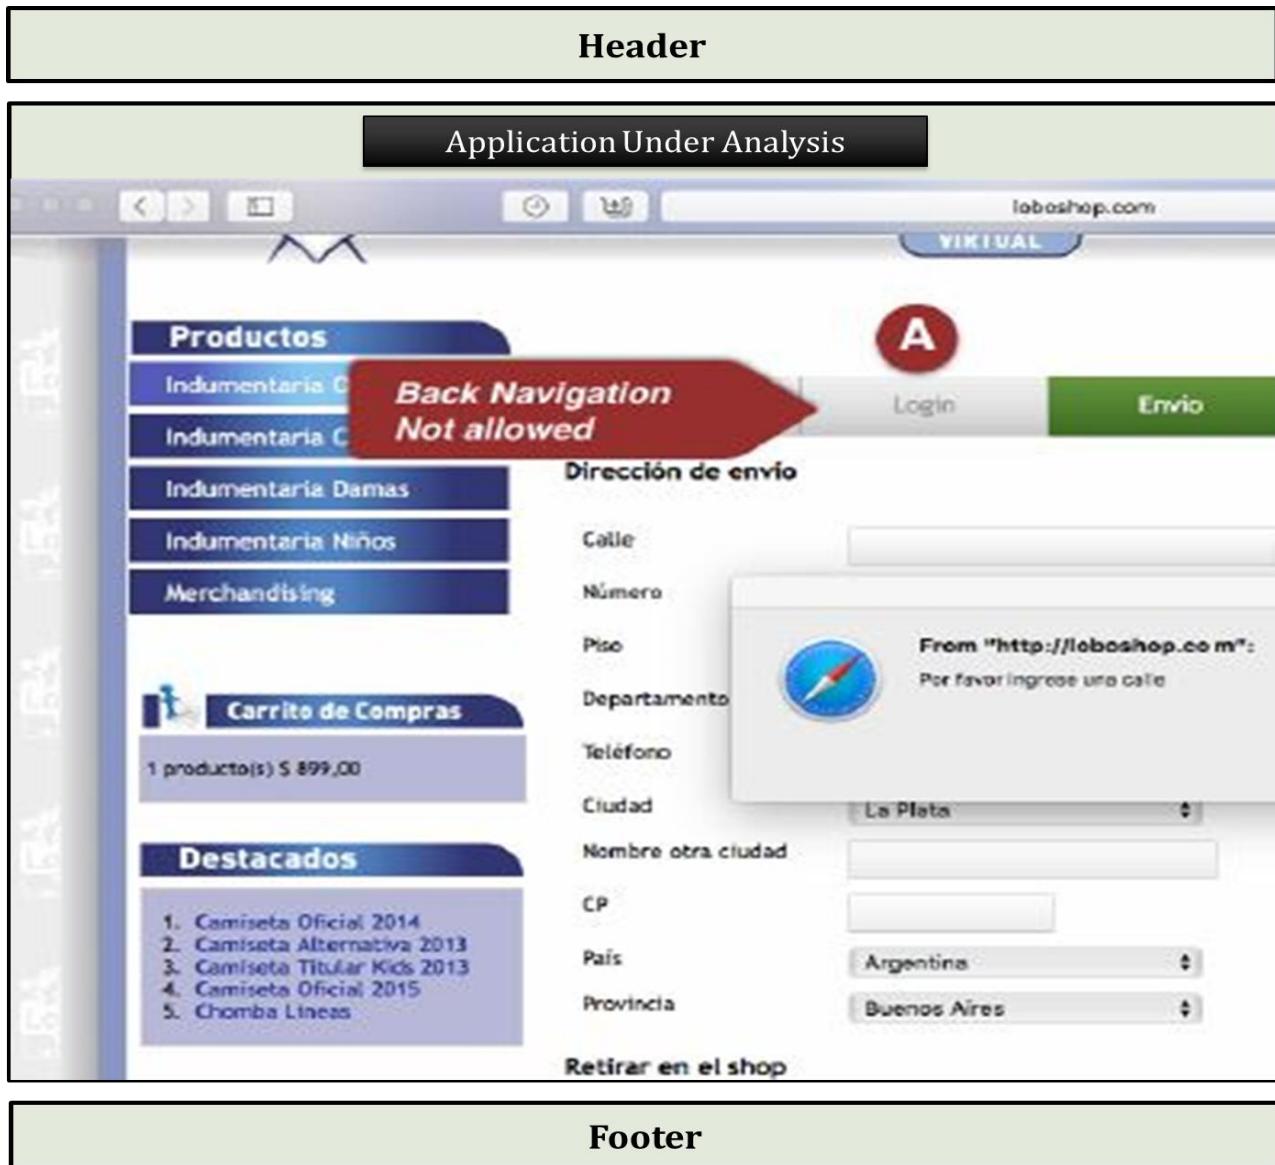 Header
Application Under Analysis
loboshop.com
VIRTUAL
Productos
A
Indumentaria
Back Navigation
Not allowed
Login
Envio
Indumentaria
Dirección de envío
Indumentaria Damas
Indumentaria Niños
Calle
Merchandising
Número
Piso
From "http://loboshop.co m":
Por favor ingrese una calle
Carrito de Compras
Departamento
1 producto(s) $ 899,00
Teléfono
Ciudad
La Plata
Destacados
Nombre otra ciudad
1. Camiseta Oficial 2014
2. Camiseta Alternativa 2013
3. Camiseta Titular Kids 2013
4. Camiseta Oficial 2015
5. Chomba Lineas
CP
País
Argentina
Provincia
Buenos Aires
Retirar en el shop
Footer